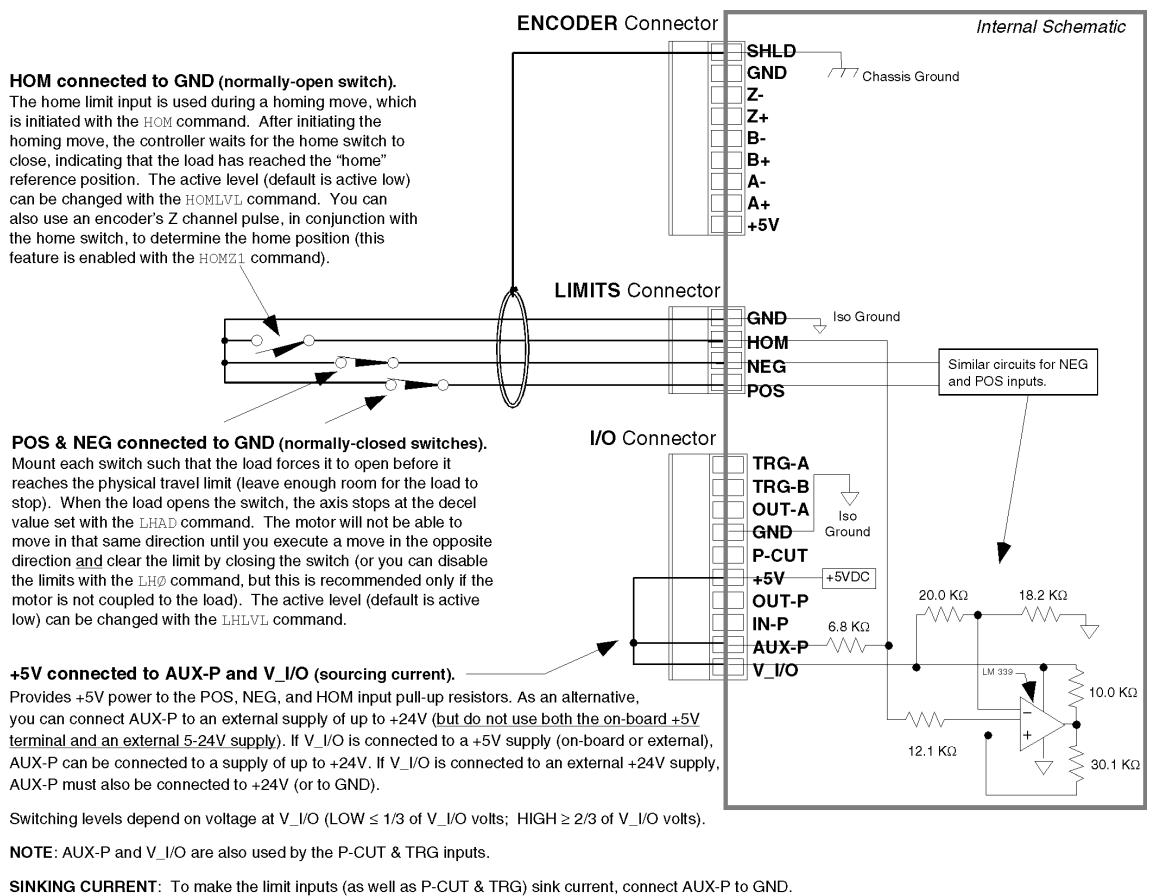 ENCODER Connector
Internal Schematic
SHLD
GND
Z-
Z+
B-
B+
A-
A+
+5V
Chassis Ground
HOM connected to GND (normally-open switch).
The home limit input is used during a homing move, which
is initiated with the HOM command. After initiating the
homing move, the controller waits for the home switch to
close, indicating that the load has reached the “home”
reference position. The active level (default is active low)
can be changed with the HOMLVL command. You can
also use an encoder’s Z channel pulse, in conjunction with
the home switch, to determine the home position (this
feature is enabled with the HOMZ1 command).
LIMITS Connector
GND
HOM
NEG
POS
Iso Ground
Similar circuits for NEG
and POS inputs.
POS & NEG connected to GND (normally-closed switches).
Mount each switch such that the load forces it to open before it
reaches the physical travel limit (leave enough room for the load to
stop). When the load opens the switch, the axis stops at the decel
value set with the LHAD command. The motor will not be able to
move in that same direction until you execute a move in the opposite
direction and clear the limit by closing the switch (or you can disable
the limits with the LHØ command, but this is recommended only if the
motor is not coupled to the load). The active level (default is active
low) can be changed with the LHLVL command.
I/O Connector
TRG-A
TRG-B
OUT-A
GND
P-CUT
+5V
OUT-P
IN-P
AUX-P
V_I/O
Iso
Ground
+5VDC
6.8 KΩ
20.0 KΩ
18.2 KΩ
LM 339
10.0 KΩ
12.1 KΩ
30.1 KΩ
−
+
+5V connected to AUX-P and V_I/O (sourcing current).
Provides +5V power to the POS, NEG, and HOM input pull-up resistors. As an alternative,
you can connect AUX-P to an external supply of up to +24V (but do not use both the on-board +5V
terminal and an external 5-24V supply). If V_I/O is connected to a +5V supply (on-board or external),
AUX-P can be connected to a supply of up to +24V. If V_I/O is connected to an external +24V supply,
AUX-P must also be connected to +24V (or to GND).
Switching levels depend on voltage at V_I/O (LOW ≤ 1/3 of V_I/O volts; HIGH ≥ 2/3 of V_I/O volts).
NOTE: AUX-P and V_I/O are also used by the P-CUT & TRG inputs.
SINKING CURRENT: To make the limit inputs (as well as P-CUT & TRG) sink current, connect AUX-P to GND.